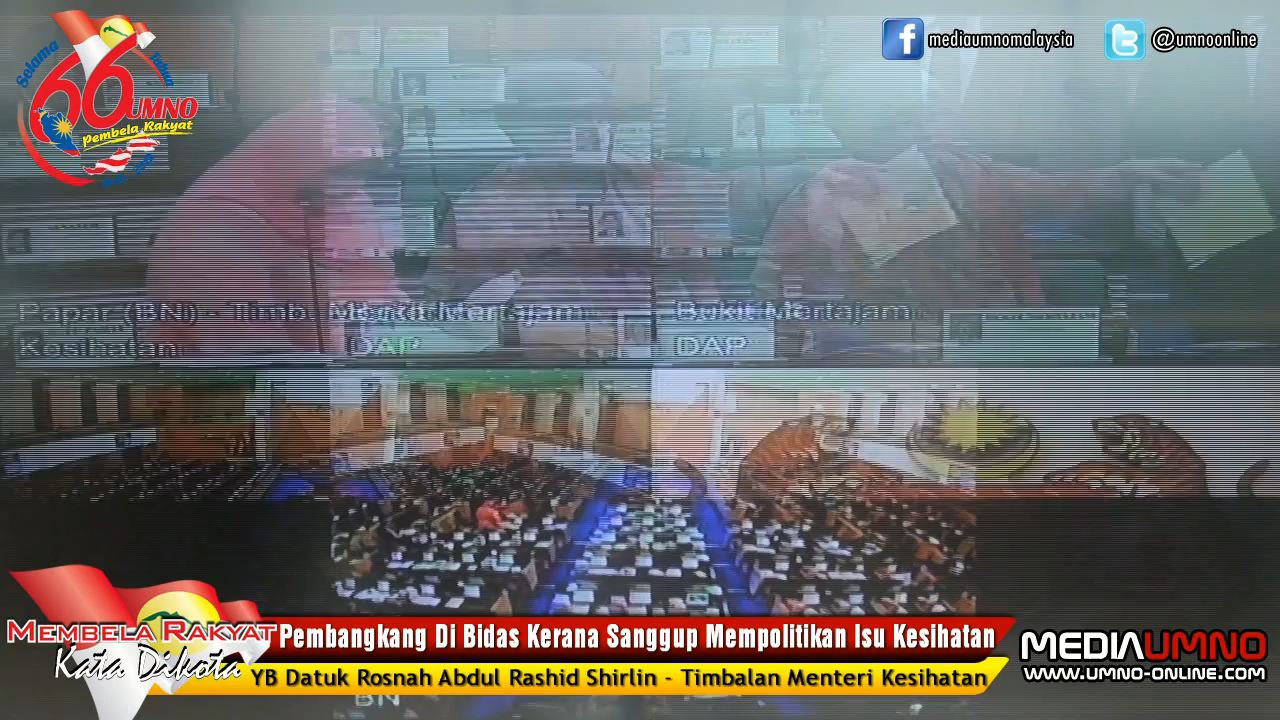 Selama
66
Tahun
UMNO
Pembela Rakyat
mediaumnomalaysia
@umnoonline
Papar (BN) - Timb.
Kesihatan
Bukit Mertajam
DAP
Bukit Mertajam
DAP
MEMBELA RAKYAT
Kata Dikota
Pembangkang Di Bidas Kerana Sanggup Mempolitikan Isu Kesihatan
YB Datuk Rosnah Abdul Rashid Shirlin - Timbalan Menteri Kesihatan
BN
MEDIAUMNO
WWW.UMNO-ONLINE.COM